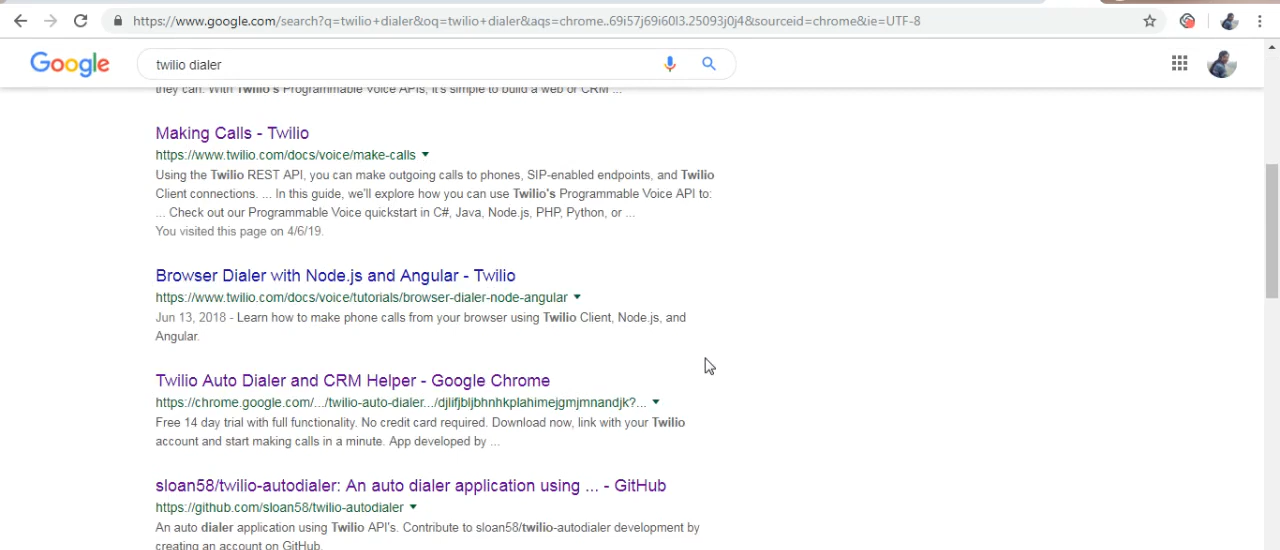 https://www.google.com/search?q=twilio+dialer&oq=twilio+dialer&aqs=chrome..69i57j69i60l3.25093j0j4&sourceid=chrome&ie=UTF-8
Google
twilio dialer
they can. With Twilio's Programmable Voice APIs, it's simple to build a web or CRM ...
Making Calls - Twilio
https://www.twilio.com/docs/voice/make-calls
Using the Twilio REST API, you can make outgoing calls to phones, SIP-enabled endpoints, and Twilio
Client connections. ... In this guide, we'll explore how you can use Twilio's Programmable Voice API to:
... Check out our Programmable Voice quickstart in C#, Java, Node.js, PHP, Python, or ...
You visited this page on 4/6/19.
Browser Dialer with Node.js and Angular - Twilio
https://www.twilio.com/docs/voice/tutorials/browser-dialer-node-angular
Jun 13, 2018 - Learn how to make phone calls from your browser using Twilio Client, Node.js, and
Angular.
Twilio Auto Dialer and CRM Helper - Google Chrome
https://chrome.google.com/.../twilio-auto-dialer.../djlifjbljbhnhkplahimejgmjmnandjk?...
Free 14 day trial with full functionality. No credit card required. Download now, link with your Twilio
account and start making calls in a minute. App developed by ...
sloan58/twilio-autodialer: An auto dialer application using ... - GitHub
https://github.com/sloan58/twilio-autodialer
An auto dialer application using Twilio API's. Contribute to sloan58/twilio-autodialer development by
creating an account on GitHub.